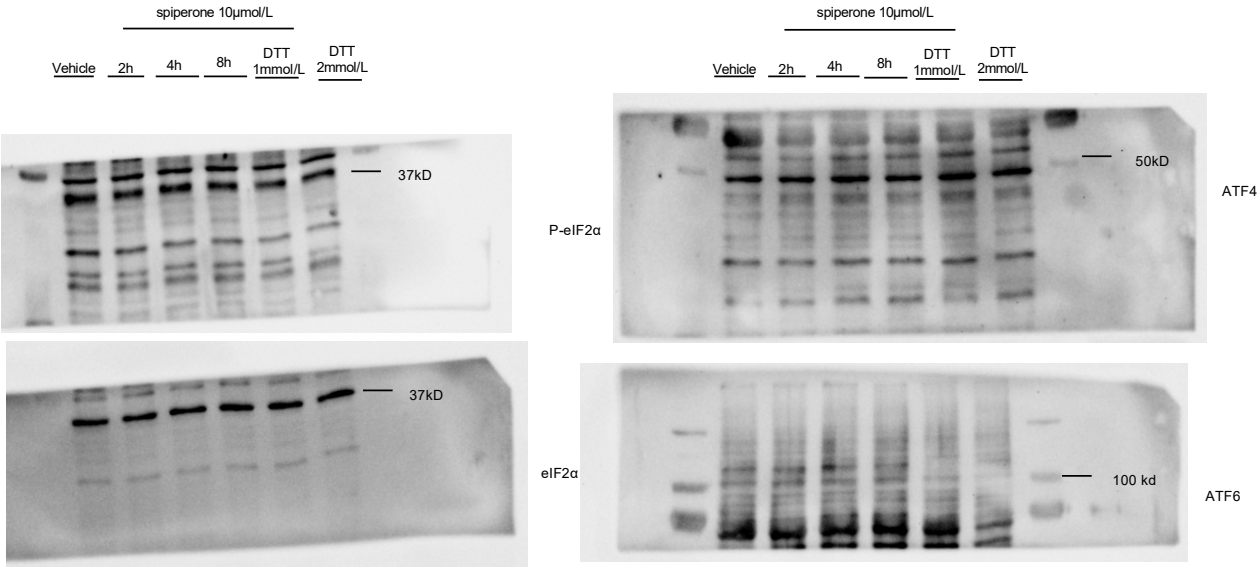 spiperone 10μmol/L
Vehicle 2h 4h 8h DTT 1mmol/L DTT 2mmol/L
37kD
P-eIF2α
37kD
eIF2α
spiperone 10μmol/L
Vehicle 2h 4h 8h DTT 1mmol/L DTT 2mmol/L
50kD
ATF4
100 kd
ATF6